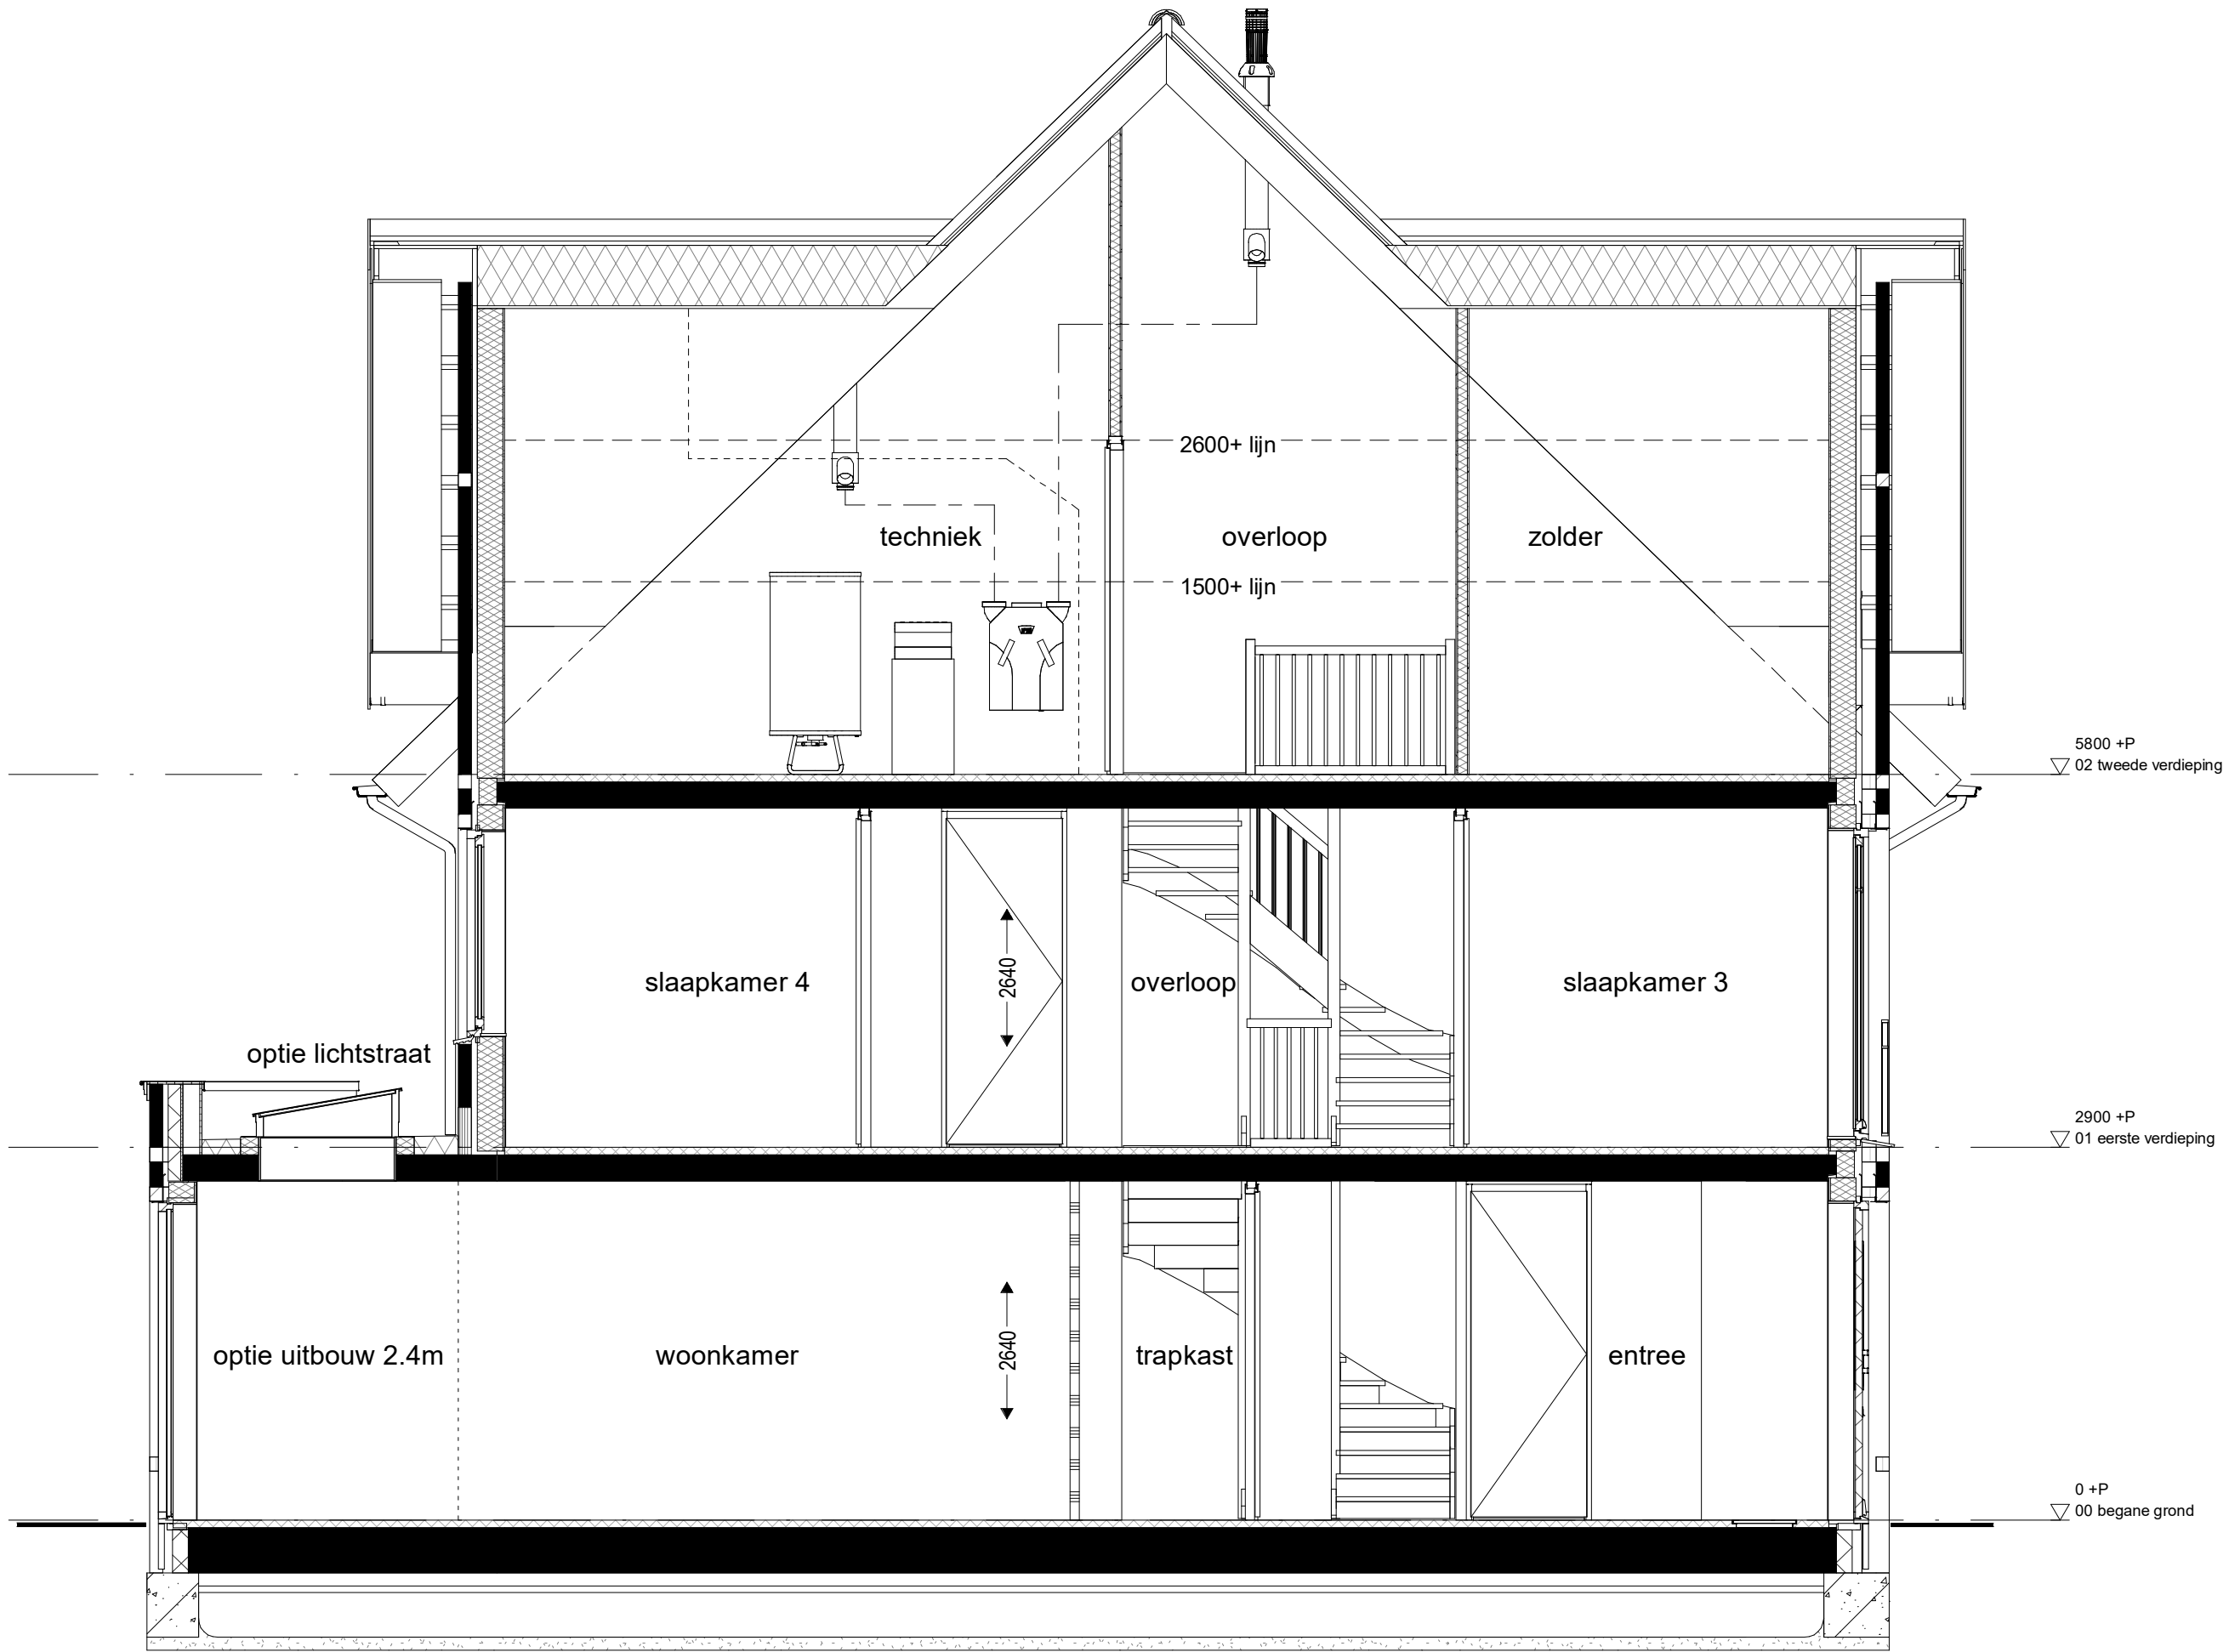 2600+ lijn
techniek
overloop
zolder
1500+ lijn
5800 +P
02 tweede verdieping
slaapkamer 4
2640
overloop
slaapkamer 3
optie lichtstraat
2900 +P
01 eerste verdieping
optie uitbouw 2.4m
woonkamer
2640
trapkast
entree
0 +P
00 begane grond